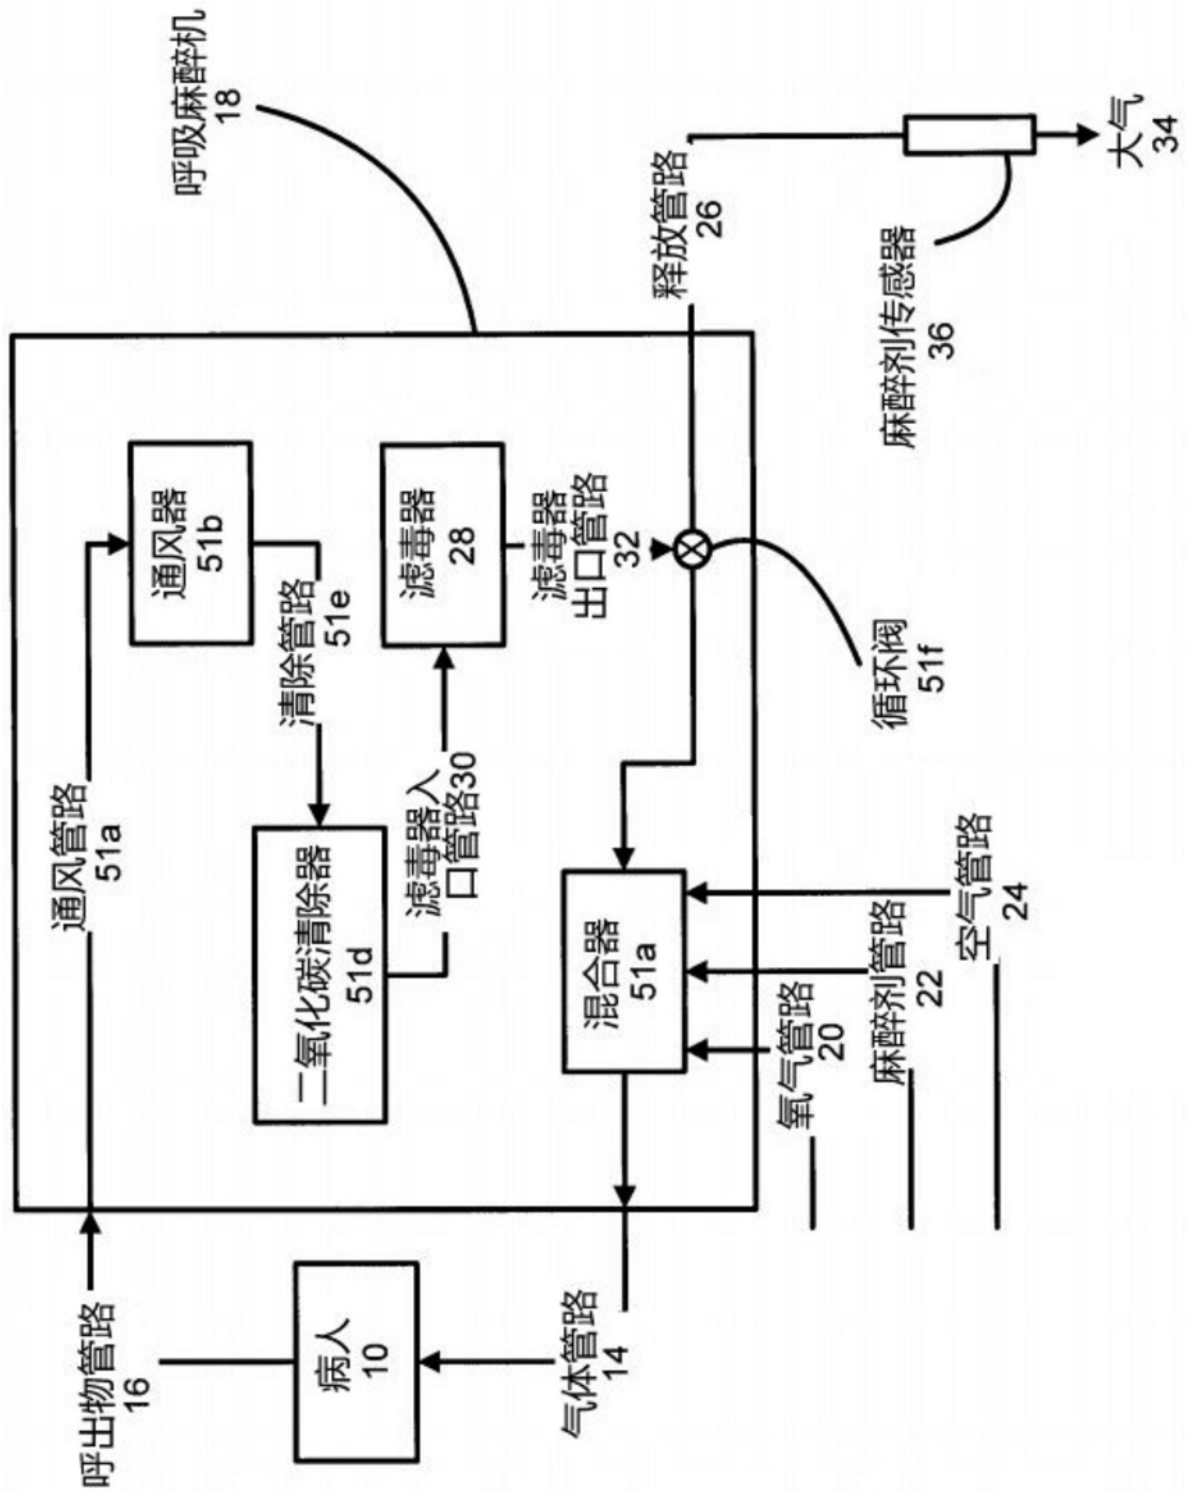 呼吸麻醉机
18
通风管路
51a
通风器
51b
清除管路
51e
二氧化碳清除器
51d
滤毒器入
口管路30
滤毒器
28
滤毒器
出口管路
32
释放管路
26
麻醉剂传感器
36
大气
34
循环阀
51f
混合器
51a
氧气管路
20
麻醉剂管路
22
空气管路
24
呼出物管路
16
病人
10
气体管路
14